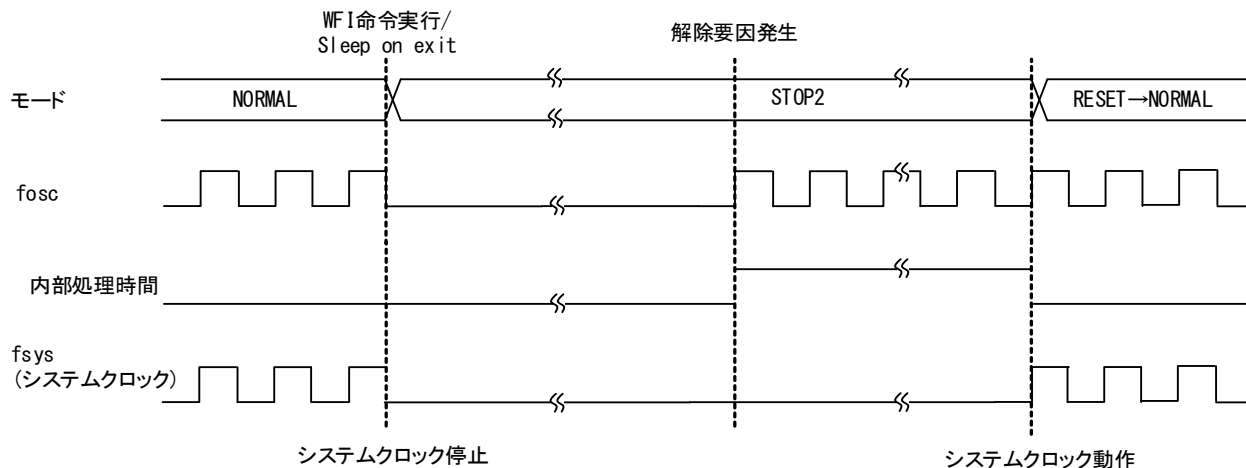 WFI命令実行/
Sleep on exit
解除要因発生
モード
NORMAL
STOP2
RESET→NORMAL
fosc
内部処理時間
fsys
(システムクロック)
システムクロック停止
システムクロック動作